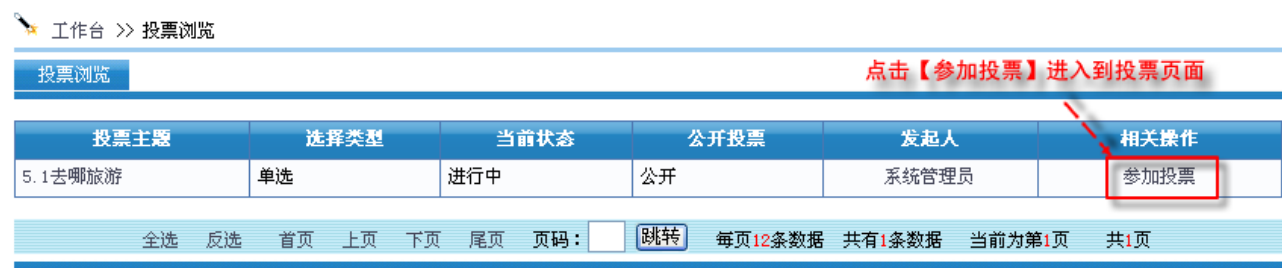 工作台 >> 投票浏览
投票浏览
点击【参加投票】进入到投票页面
投票主题 选择类型 当前状态 公开投票 发起人 相关操作
5.1去哪旅游 单选 进行中 公开 系统管理员 参加投票
全选 反选 首页 上页 下页 尾页 页码： 跳转 每页12条数据 共有1条数据 当前为第1页 共1页